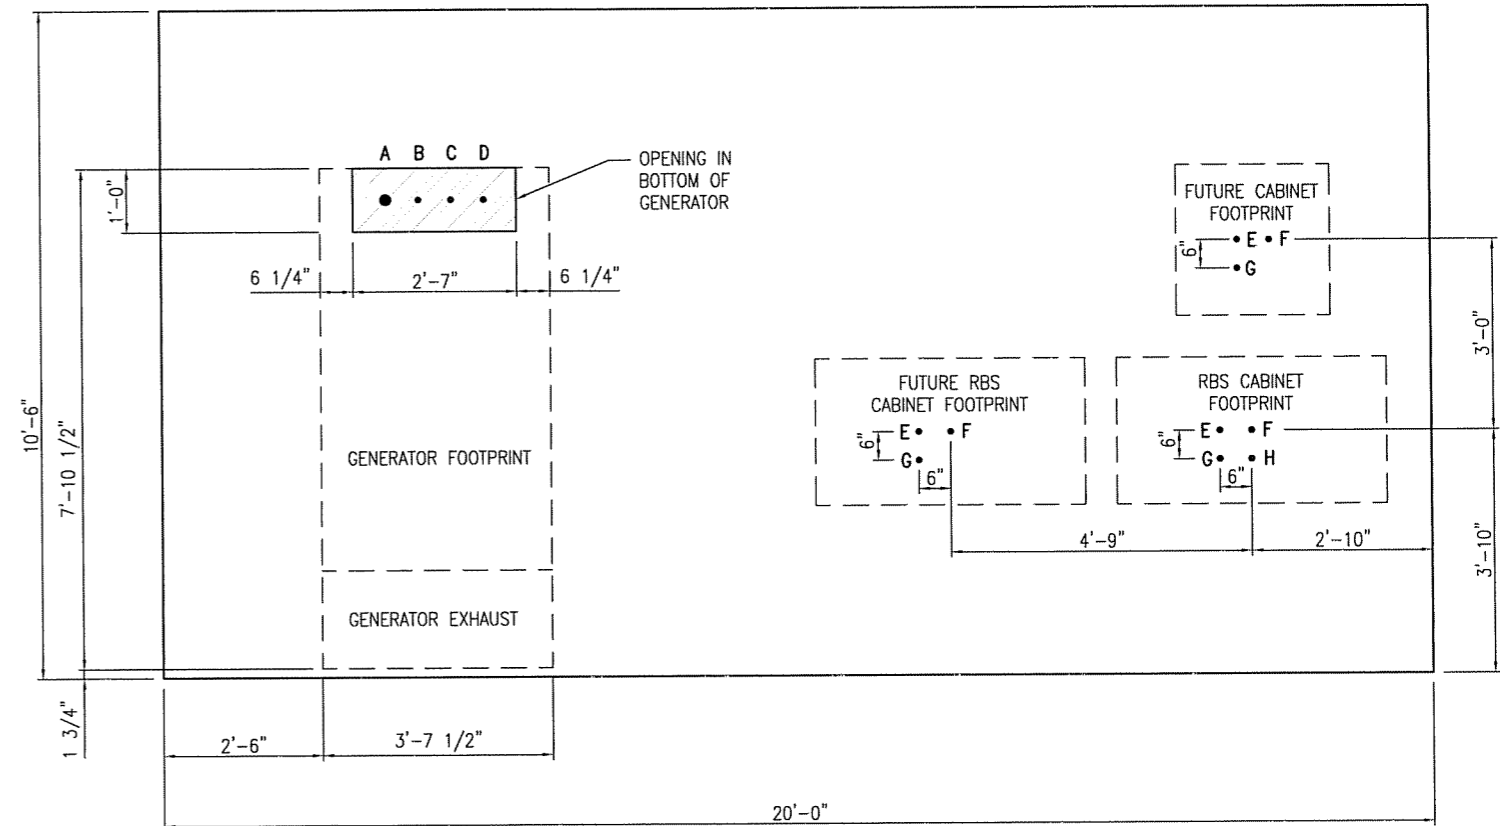 A B C D
OPENING IN
BOTTOM OF
GENERATOR
1'-0"
6 1/4"
2'-7"
6 1/4"
10'-6"
7'-10 1/2"
GENERATOR FOOTPRINT
GENERATOR EXHAUST
1 3/4"
2'-6"
3'-7 1/2"
20'-0"
FUTURE CABINET
FOOTPRINT
E F
6"
G
FUTURE RBS
CABINET FOOTPRINT
E F
6"
G
6"
RBS CABINET
FOOTPRINT
E F
6"
G H
6"
4'-9"
2'-10"
3'-0"
3'-10"